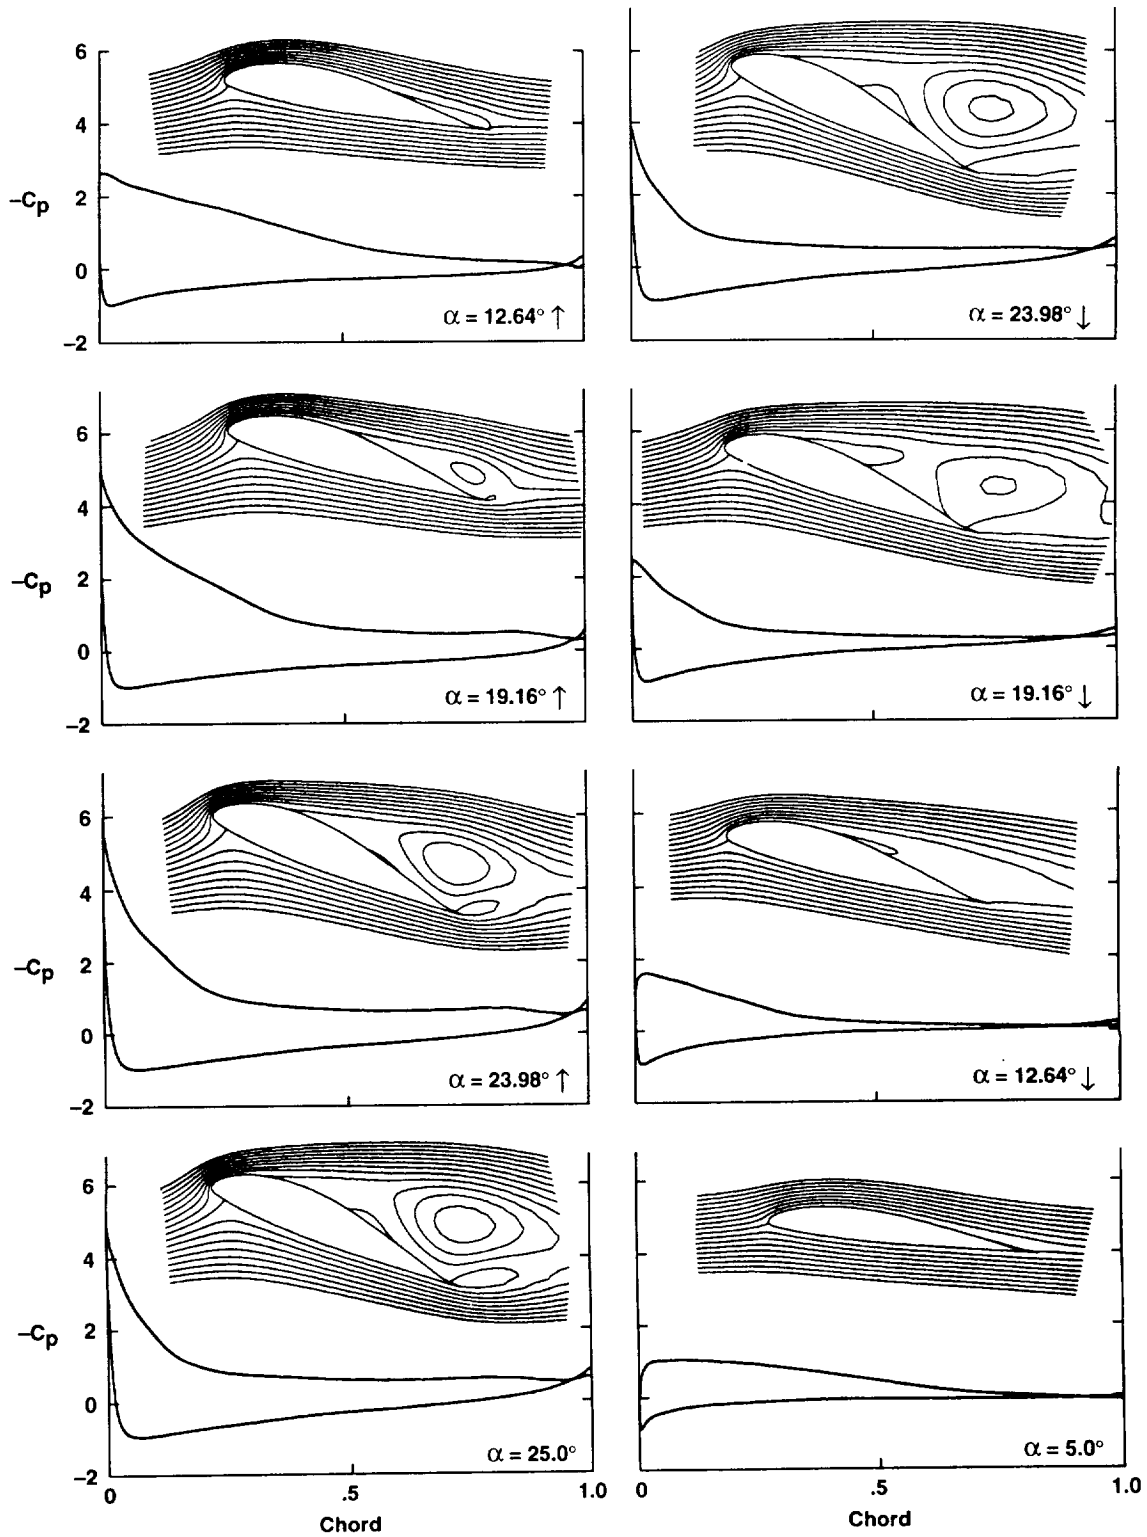 6
4
–Cp
2
0
–2
α = 12.64° ↑
α = 23.98° ↓
6
4
–Cp
2
0
–2
α = 19.16° ↑
α = 19.16° ↓
6
4
–Cp
2
0
–2
α = 23.98° ↑
α = 12.64° ↓
6
4
–Cp
2
0
–2
α = 25.0°
α = 5.0°
0
.5
1.0
0
.5
1.0
Chord
Chord